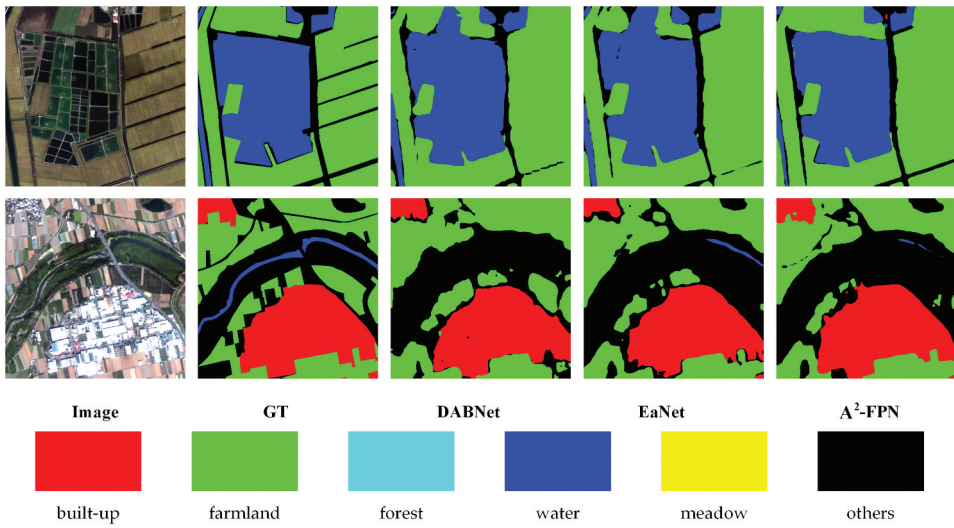 Image GT DABNet EaNet A²-FPN
built-up farmland forest water meadow others